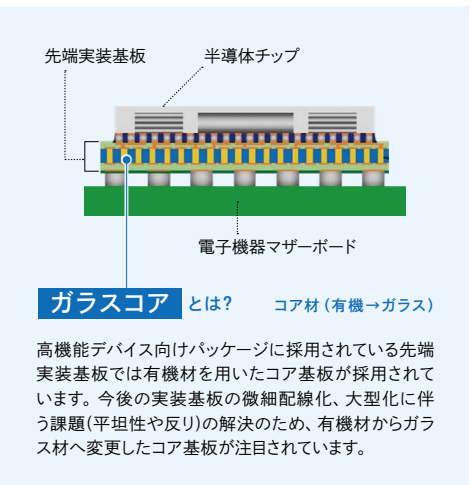 先端実装基板
半導体チップ
電子機器マザーボード
ガラスコア とは? コア材（有機→ガラス）
高機能デバイス向けパッケージに採用されている先端
実装基板では有機材を用いたコア基板が採用されて
います。今後の実装基板の微細配線化、大型化に伴
う課題(平坦性や反り)の解決のため、有機材からガラ
ス材へ変更したコア基板が注目されています。